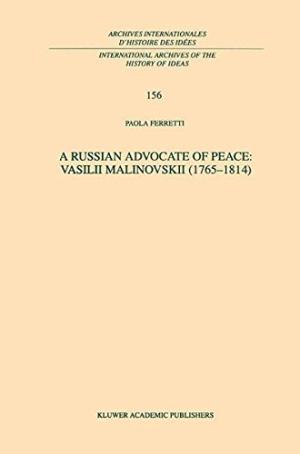 ARCHIVES INTERNATIONALES
D'HISTOIRE DES IDÉES
INTERNATIONAL ARCHIVES OF THE
HISTORY OF IDEAS
156
PAOLA FERRETTI
A RUSSIAN ADVOCATE OF PEACE:
VASILII MALINOVSKII (1765–1814)
KLUWER ACADEMIC PUBLISHERS